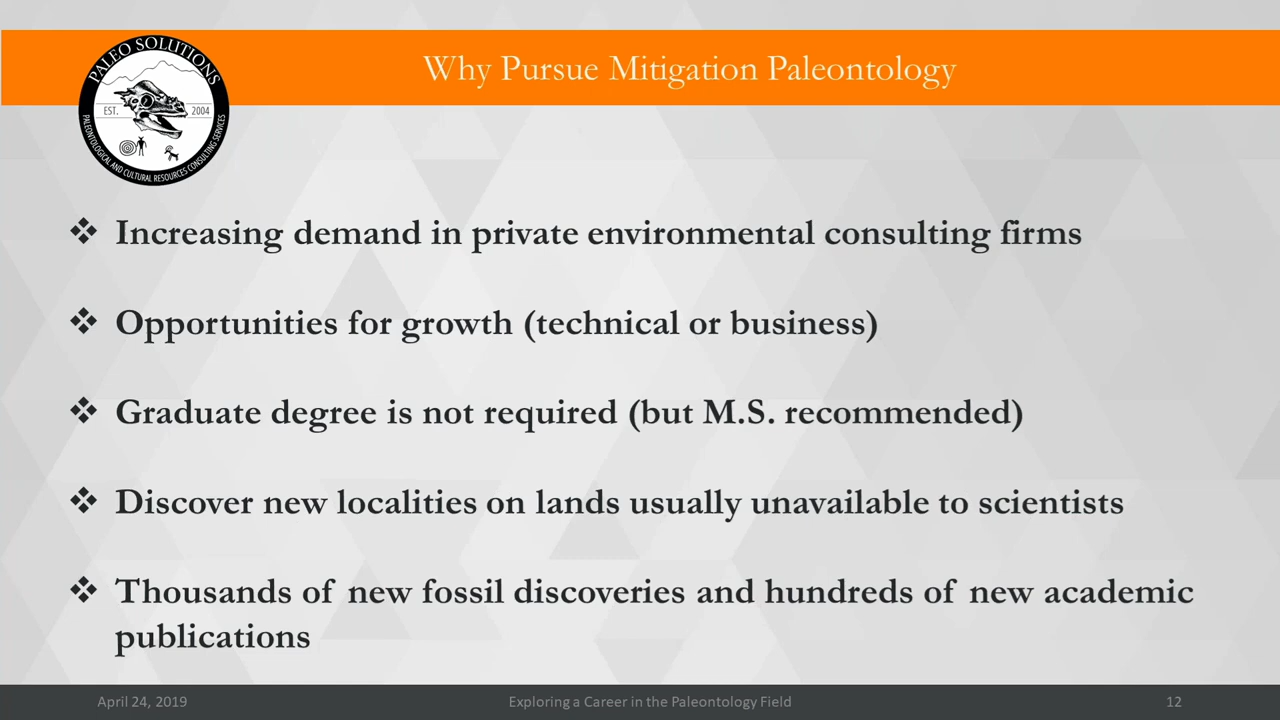 Why Pursue Mitigation Paleontology
PALEO SOLUTIONS
EST. 2004
PALEONTOLOGICAL AND CULTURAL RESOURCES CONSULTING SERVICES
❖ Increasing demand in private environmental consulting firms
❖ Opportunities for growth (technical or business)
❖ Graduate degree is not required (but M.S. recommended)
❖ Discover new localities on lands usually unavailable to scientists
❖ Thousands of new fossil discoveries and hundreds of new academic
publications
April 24, 2019 Exploring a Career in the Paleontology Field 12